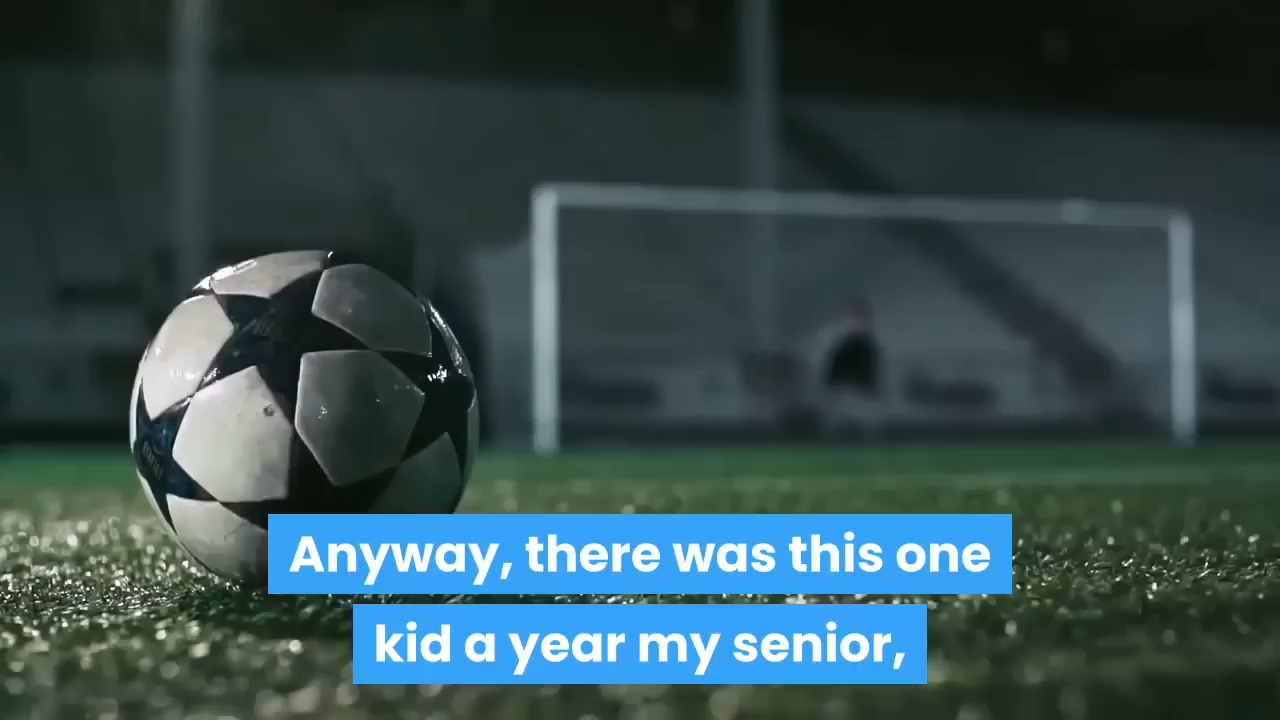 Anyway, there was this one
kid a year my senior,